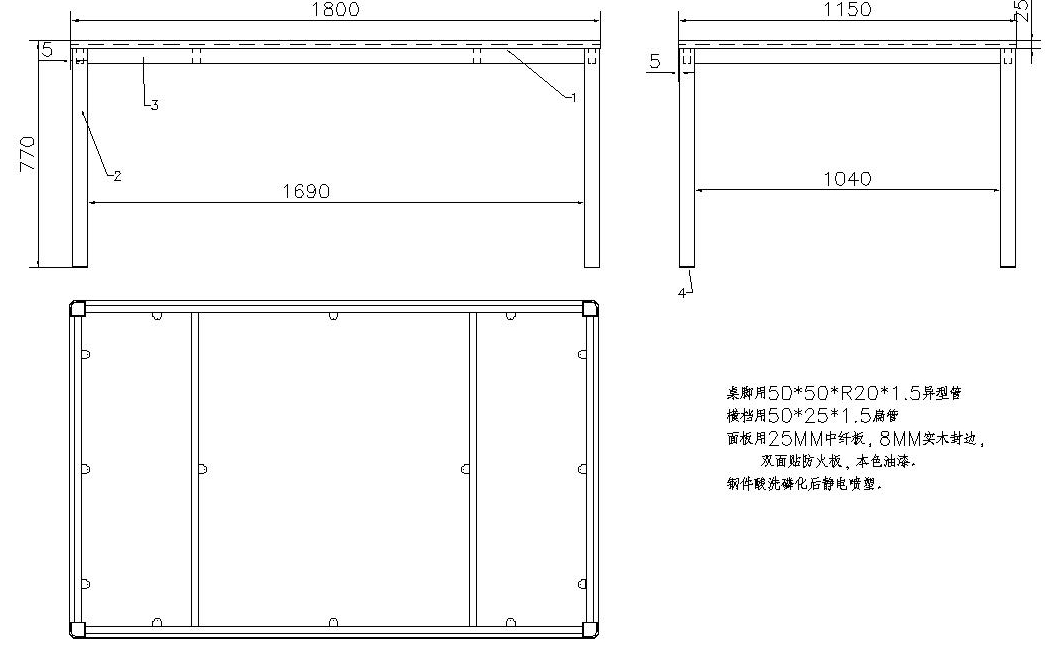 1800
1150
25
5
5
3
1
770
2
1690
1040
4
桌脚用50*50*R20*1.5异型管
横档用50*25*1.5扁管
面板用25MM中纤板，8MM实木封边，
双面贴防火板，本色油漆.
钢件酸洗磷化后静电喷塑.